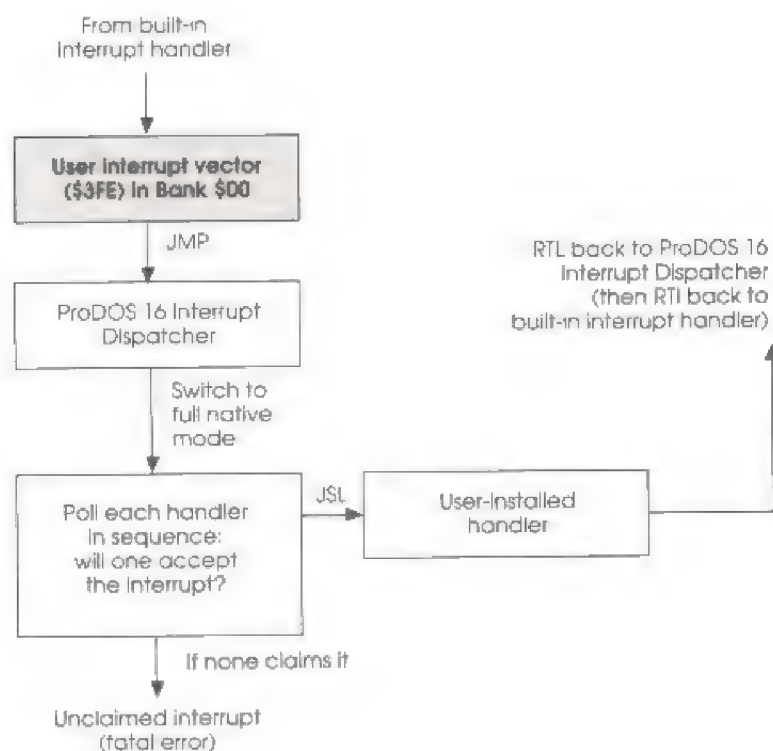 From built-in
interrupt handler
User interrupt vector
($3FE) in Bank $00
JMP
ProDOS 16 Interrupt
Dispatcher
Switch to
full native
mode
Poll each handler
in sequence:
will one accept
the interrupt?
JSL
User-installed
handler
RTL back to ProDOS 16
Interrupt Dispatcher
(then RTI back to
built-in interrupt handler)
If none claims it
Unclaimed interrupt
(fatal error)